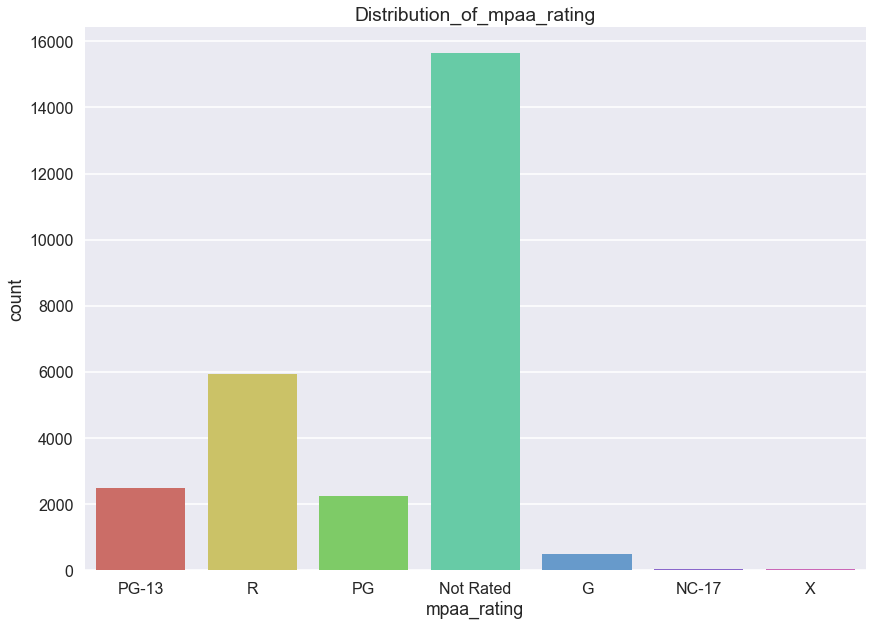 Distribution_of_mpaa_rating
16000
14000
12000
10000
8000
6000
4000
2000
0
count
PG-13 R PG Not Rated G NC-17 X
mpaa_rating